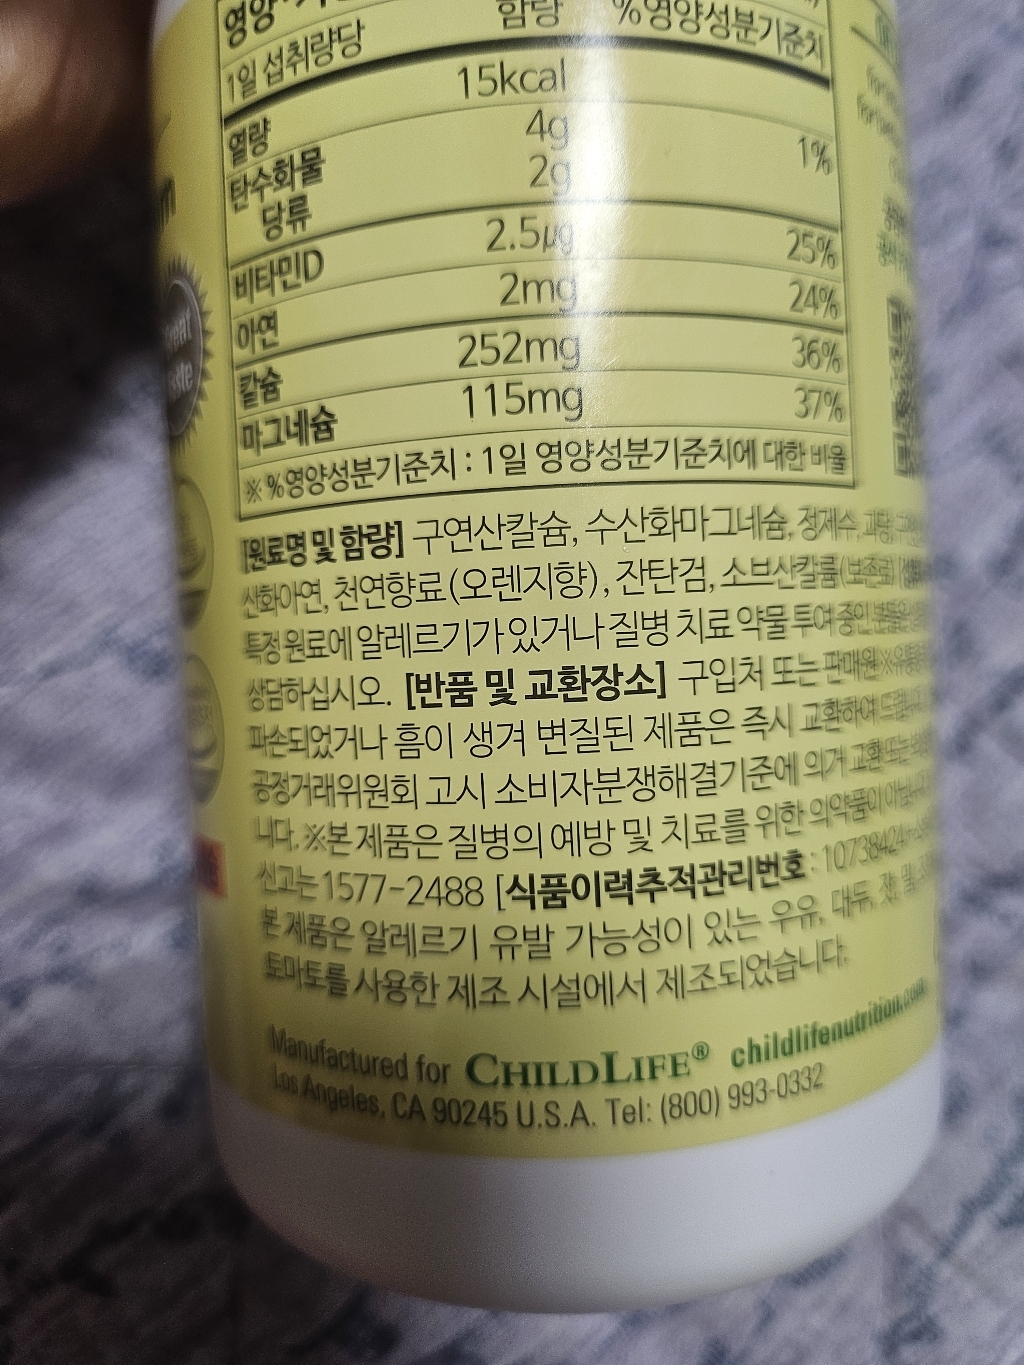 1일 섭취량당 함량 %영양성분기준치
열량 15kcal
탄수화물 4g 1%
당류 2g
비타민D 2.5µg 25%
아연 2mg 24%
칼슘 252mg 36%
마그네슘 115mg 37%
※%영양성분기준치 : 1일 영양성분기준치에 대한 비율
[원료명 및 함량] 구연산칼슘, 수산화마그네슘, 정제수, 과당,
산화아연, 천연향료(오렌지향), 잔탄검, 소브산칼륨(보존료)
특정 원료에 알레르기가 있거나 질병 치료 약물 투여 중인
상담하십시오. [반품 및 교환장소] 구입처 또는 판매원
파손되었거나 흠이 생겨 변질된 제품은 즉시 교환하여
공정거래위원회 고시 소비자분쟁해결기준에 의거 교환 또는
니다. ※본 제품은 질병의 예방 및 치료를 위한 의약품이
신고는 1577-2488 [식품이력추적관리번호 : 10738424
본 제품은 알레르기 유발 가능성이 있는 우유, 대두,
토마토를 사용한 제조 시설에서 제조되었습니다.
Manufactured for CHILDLIFE® childlifenutrition.com
Los Angeles, CA 90245 U.S.A. Tel: (800) 993-0332